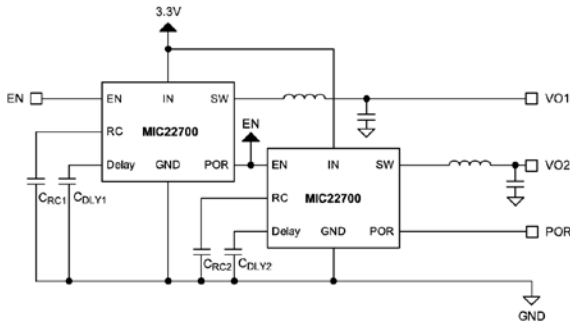 3.3V
EN
EN IN SW
VO1
RC
MIC22700
EN
Delay GND POR
EN IN SW
VO2
CRC1
CDLY1
RC
MIC22700
Delay GND POR
POR
CRC2
CDLY2
GND